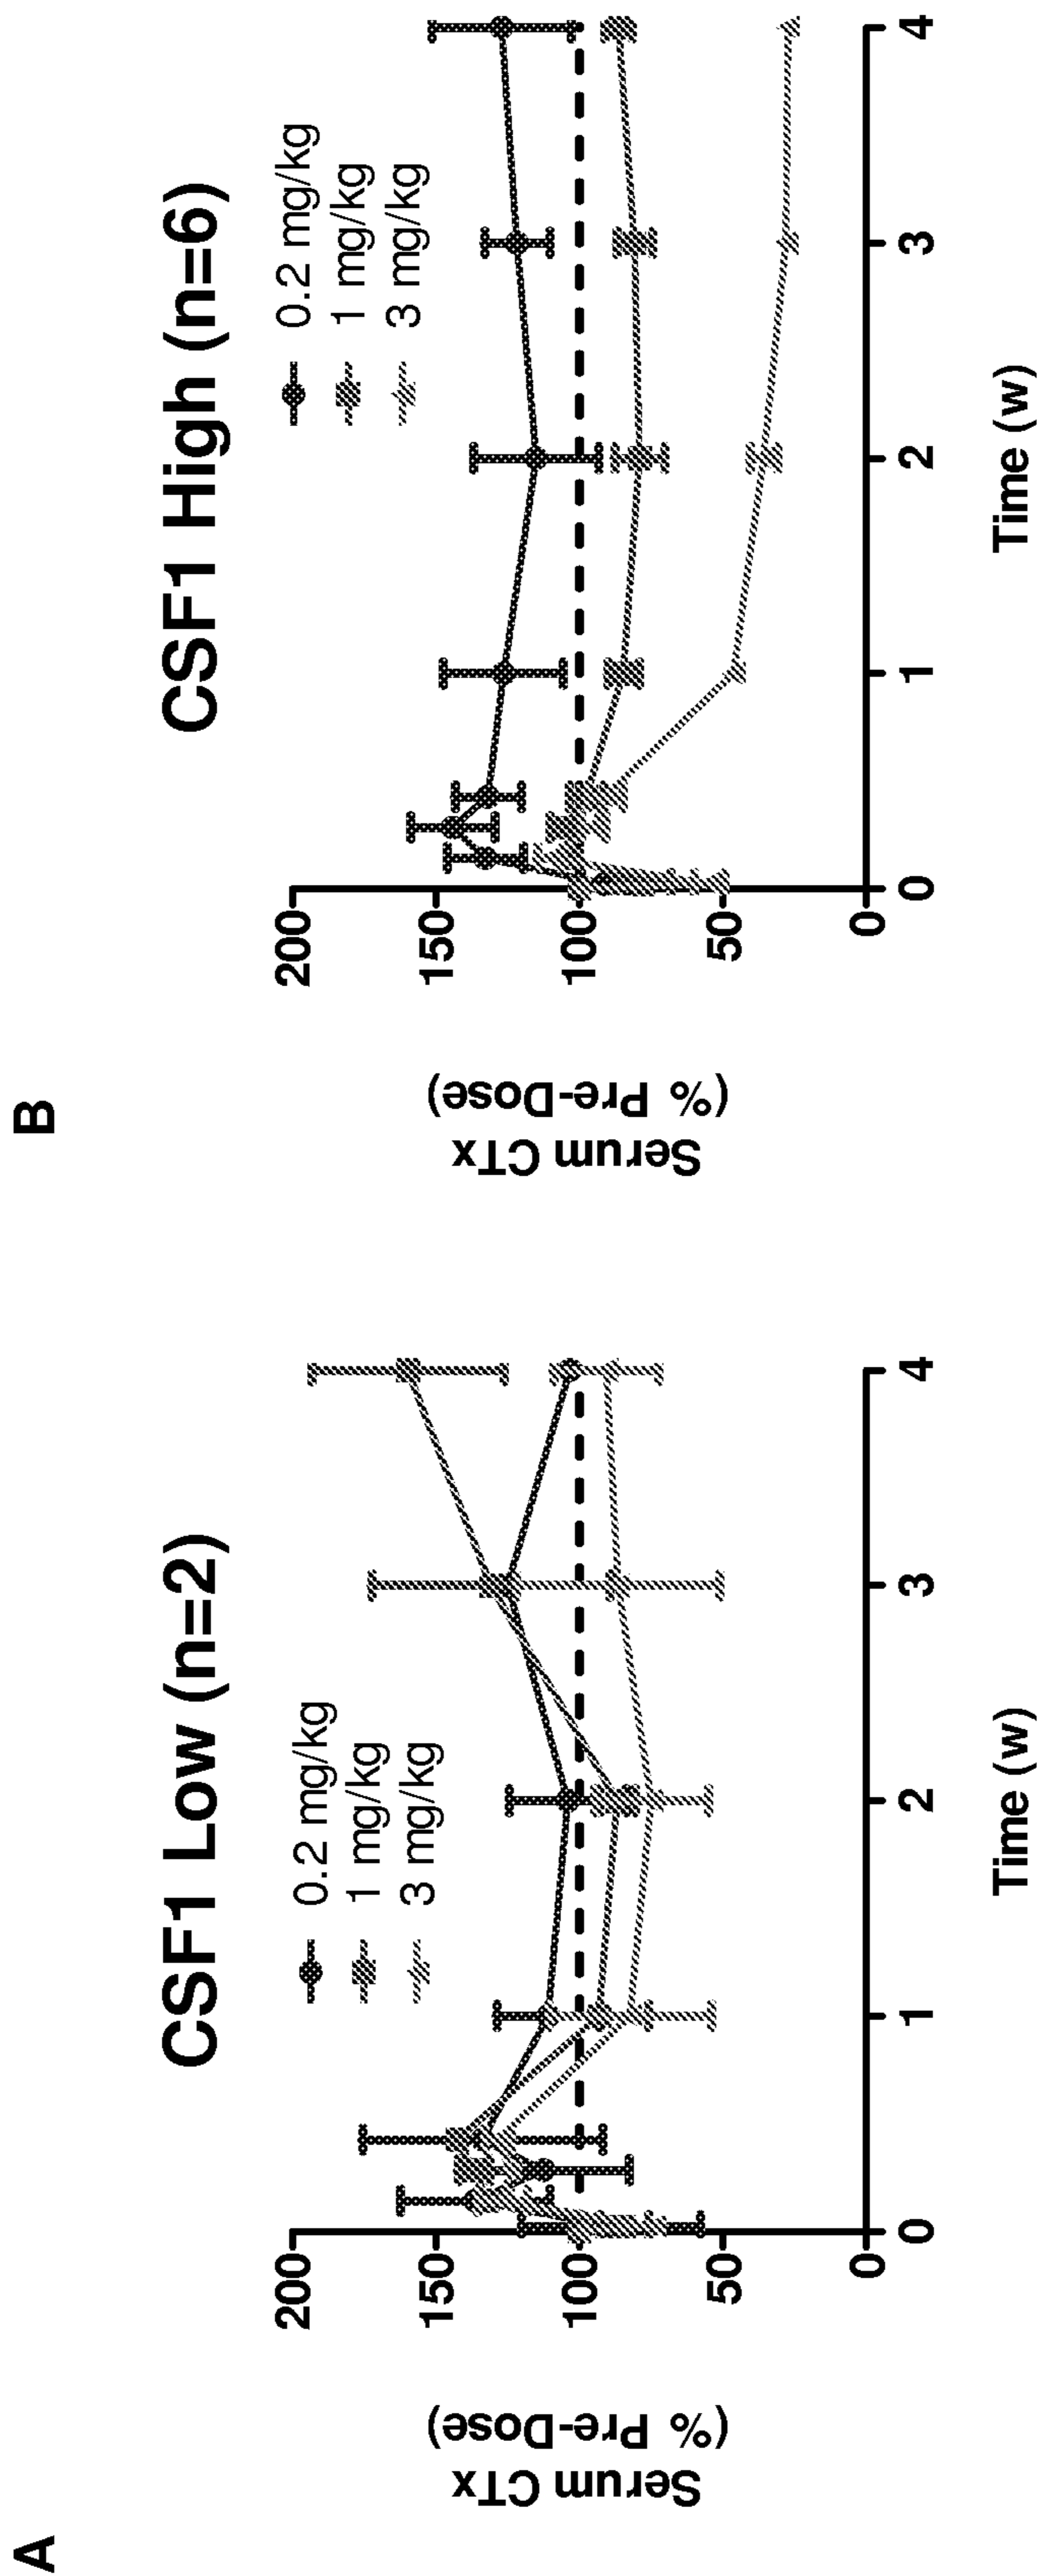 A
CSF1 Low (n=2)
0.2 mg/kg
1 mg/kg
3 mg/kg
Serum CTx
(% Pre-Dose)
200
150
100
50
0
0 1 2 3 4
Time (w)
B
CSF1 High (n=6)
0.2 mg/kg
1 mg/kg
3 mg/kg
Serum CTx
(% Pre-Dose)
200
150
100
50
0
0 1 2 3 4
Time (w)